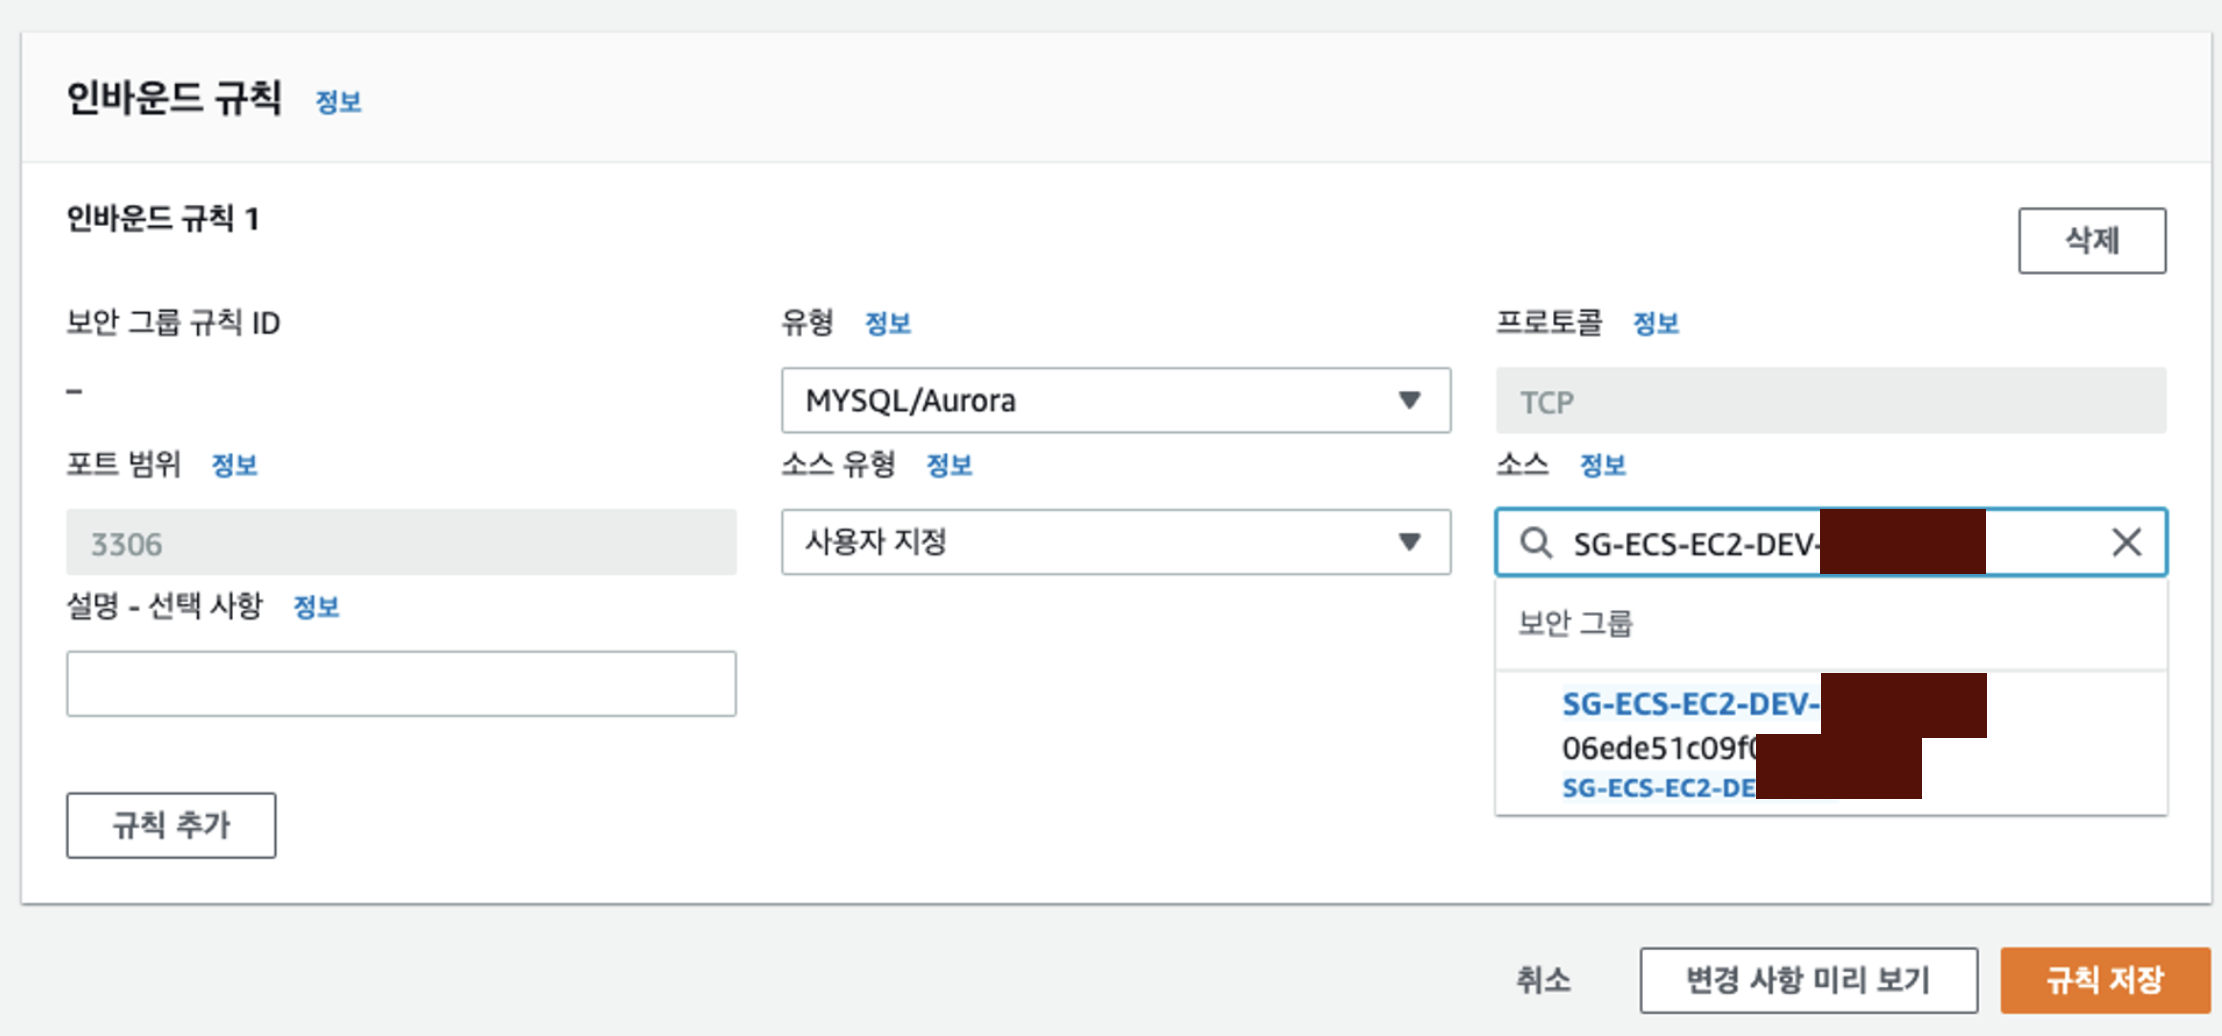 인바운드 규칙 정보
인바운드 규칙 1
삭제
보안 그룹 규칙 ID
–
유형 정보
MYSQL/Aurora
프로토콜 정보
TCP
포트 범위 정보
3306
소스 유형 정보
사용자 지정
소스 정보
SG-ECS-EC2-DEV-
보안 그룹
SG-ECS-EC2-DEV-
06ede51c09f
SG-ECS-EC2-DE
설명 - 선택 사항 정보
규칙 추가
취소
변경 사항 미리 보기
규칙 저장